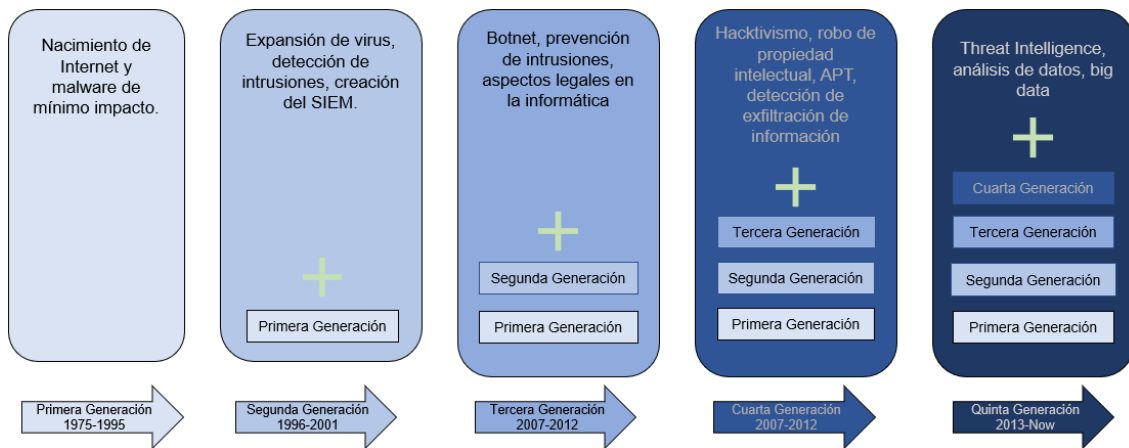 Nacimiento de
Internet y
malware de
mínimo impacto.
Primera Generación
1975-1995
Expansión de virus,
detección de
intrusiones, creación
del SIEM.
Primera Generación
Segunda Generación
1996-2001
Botnet, prevención
de intrusiones,
aspectos legales en
la informática
Segunda Generación
Primera Generación
Tercera Generación
2007-2012
Hacktivismo, robo de
propiedad
intelectual, APT,
detección de
exfiltración de
información
Tercera Generación
Segunda Generación
Primera Generación
Cuarta Generación
2007-2012
Threat Intelligence,
análisis de datos, big
data
Cuarta Generación
Tercera Generación
Segunda Generación
Primera Generación
Quinta Generación
2013-Now